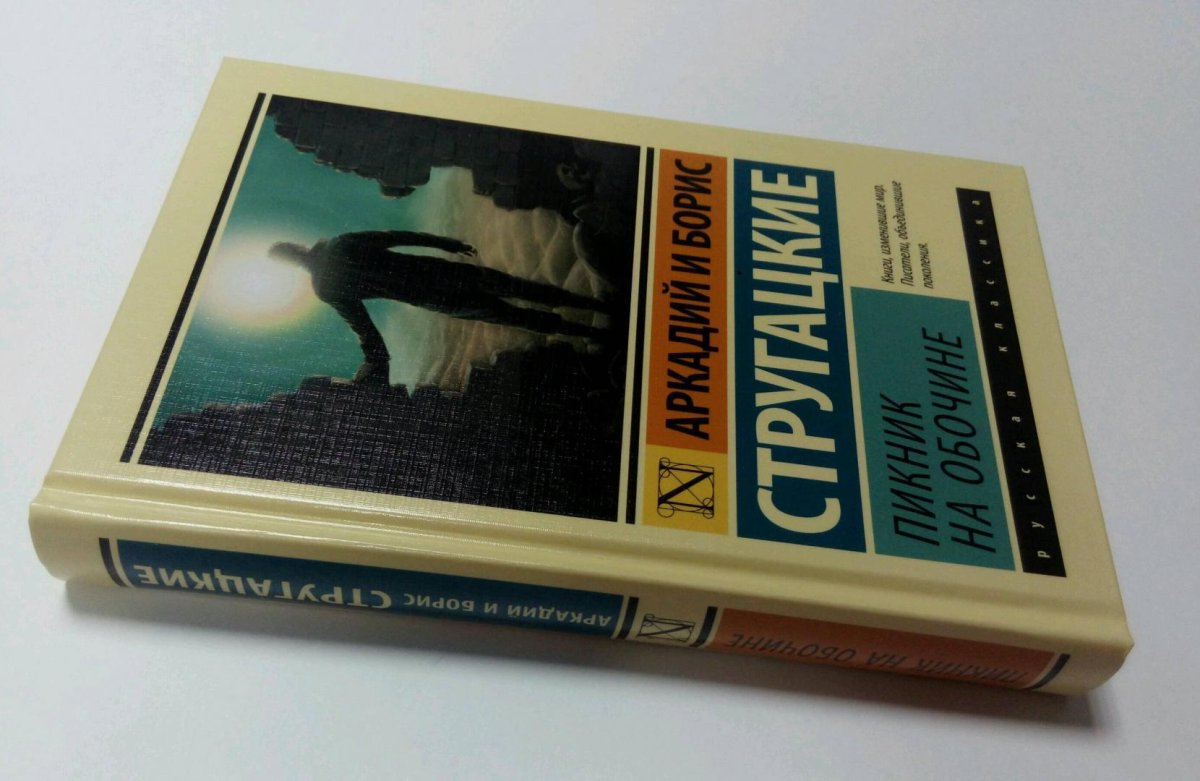 АРКАДИЙ И БОРИС
СТРУГАЦКИЕ
Книги, изменившие мир.
Писатели, объединившие
поколения.
ПИКНИК
НА ОБОЧИНЕ
русская классика
АРКАДИЙ И БОРИС СТРУГАЦКИЕ
ПИКНИК НА ОБОЧИНЕ